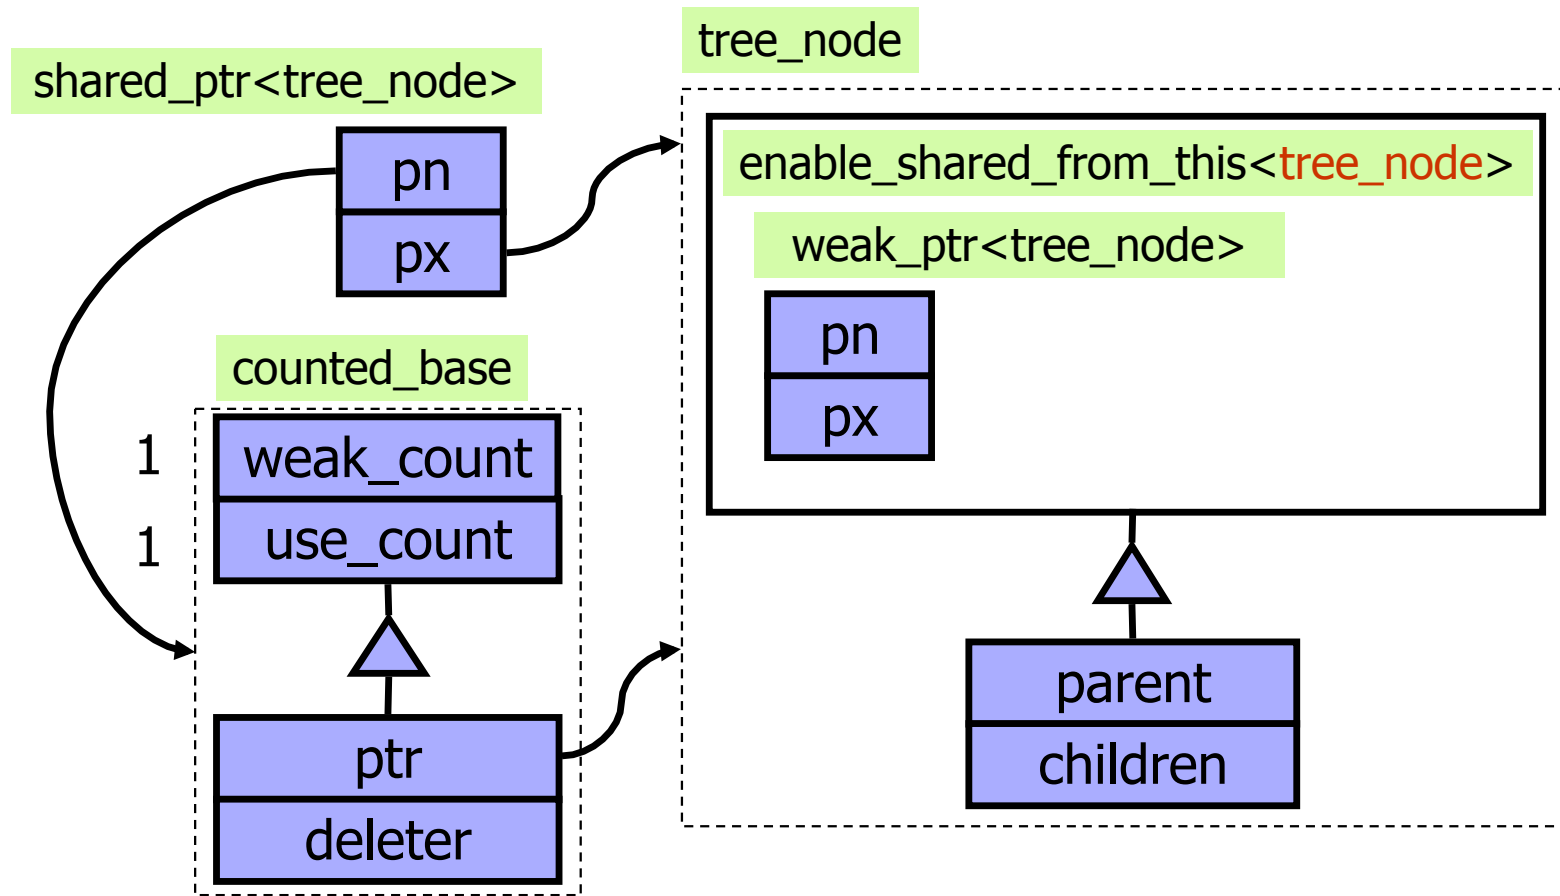 shared_ptr<tree_node>
pn
px
counted_base
1
weak_count
1
use_count
ptr
deleter
tree_node
enable_shared_from_this<tree_node>
weak_ptr<tree_node>
pn
px
parent
children